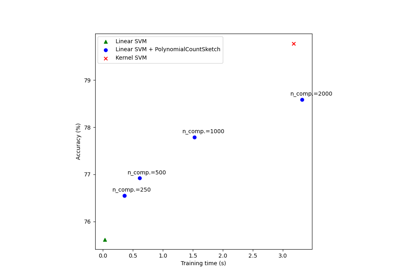 Linear SVM
Linear SVM + PolynomialCountSketch
Kernel SVM
n_comp.=2000
n_comp.=1000
n_comp.=500
n_comp.=250
79
78
77
76
Accuracy (%)
0.0 0.5 1.0 1.5 2.0 2.5 3.0
Training time (s)